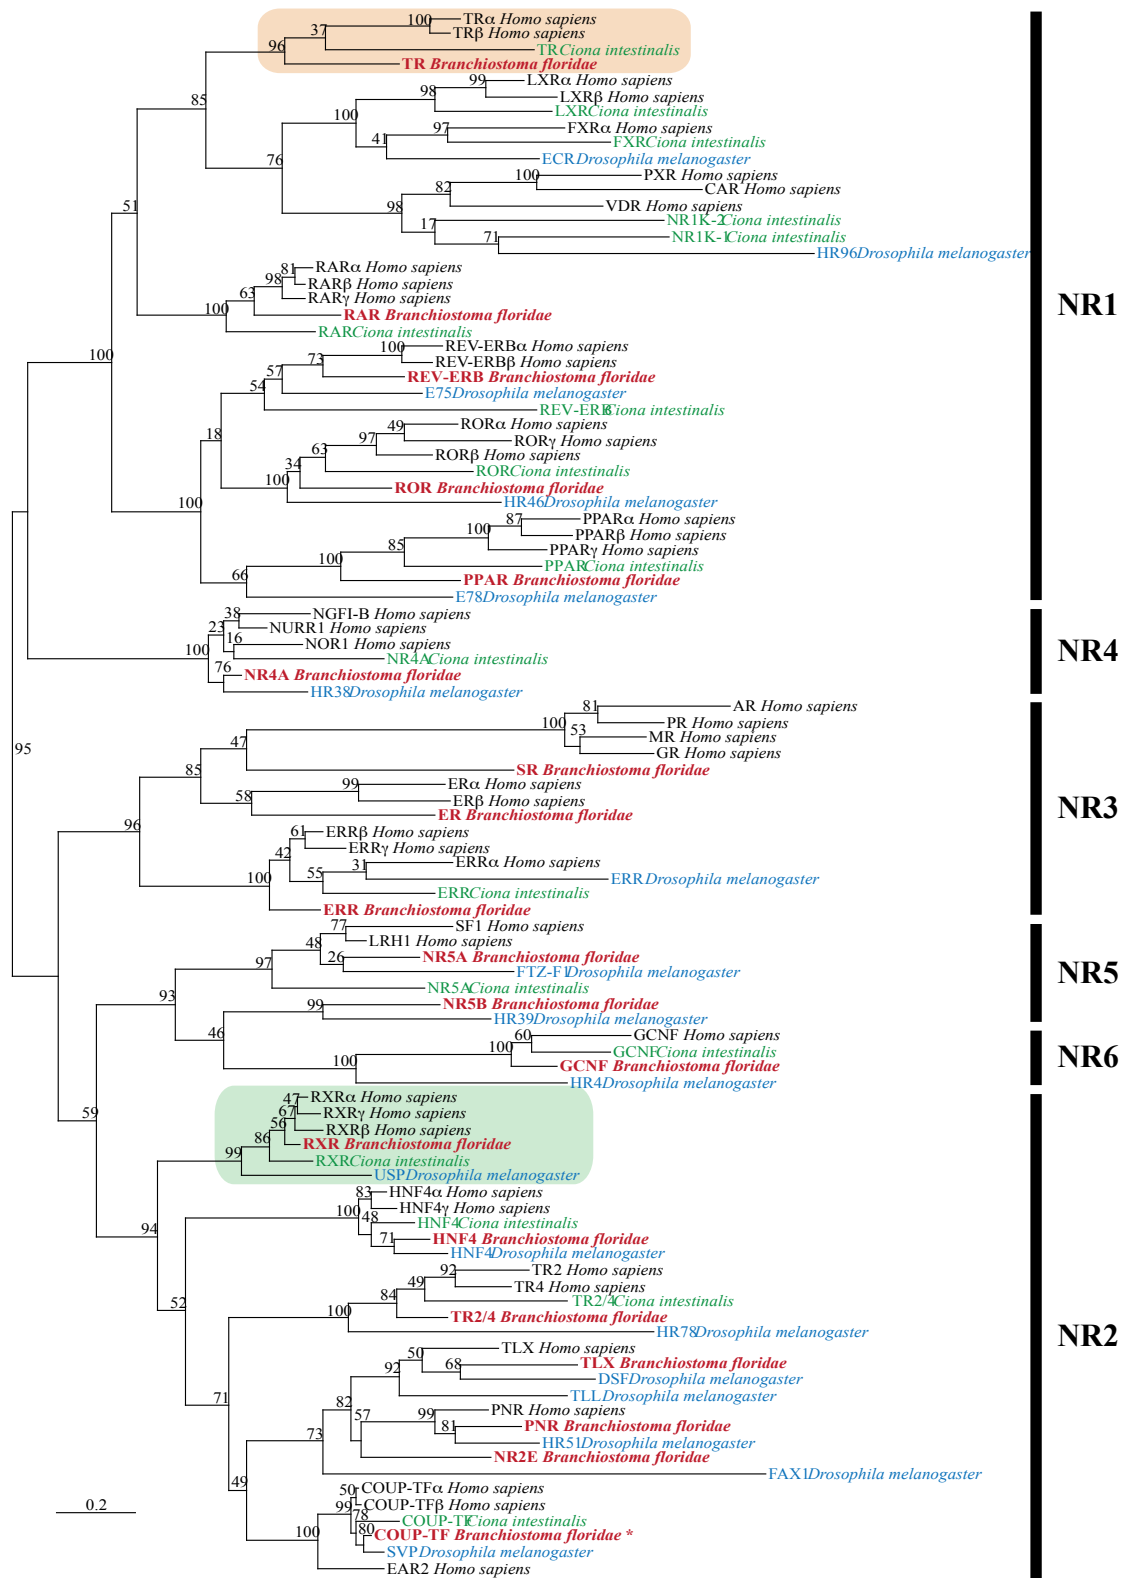 100
TRα Homo sapiens
TRβ Homo sapiens
37
96
TR Ciona intestinalis
TR Branchiostoma floridae
85
99
LXRα Homo sapiens
98
LXRβ Homo sapiens
LXR Ciona intestinalis
100
97
FXRα Homo sapiens
41
FXR Ciona intestinalis
ECR Drosophila melanogaster
76
100
PXR Homo sapiens
CAR Homo sapiens
82
VDR Homo sapiens
98
51
17
NR1K-2 Ciona intestinalis
71
NR1K-1 Ciona intestinalis
HR96 Drosophila melanogaster
81
RARα Homo sapiens
98
RARβ Homo sapiens
63
RARγ Homo sapiens
NR1
100
RAR Branchiostoma floridae
RAR Ciona intestinalis
100
100
REV-ERBα Homo sapiens
73
REV-ERBβ Homo sapiens
57
REV-ERB Branchiostoma floridae
54
E75 Drosophila melanogaster
REV-ERB Ciona intestinalis
18
49
RORα Homo sapiens
97
RORγ Homo sapiens
63
RORβ Homo sapiens
34
ROR Ciona intestinalis
100
ROR Branchiostoma floridae
HR46 Drosophila melanogaster
100
87
PPARα Homo sapiens
100
PPARβ Homo sapiens
85
PPARγ Homo sapiens
100
PPAR Ciona intestinalis
66
PPAR Branchiostoma floridae
E78 Drosophila melanogaster
38
NGFI-B Homo sapiens
23
NURR1 Homo sapiens
16
NOR1 Homo sapiens
100
NR4A Ciona intestinalis
NR4
76
NR4A Branchiostoma floridae
HR38 Drosophila melanogaster
95
81
AR Homo sapiens
100
PR Homo sapiens
53
MR Homo sapiens
47
GR Homo sapiens
85
SR Branchiostoma floridae
99
ERα Homo sapiens
58
ERβ Homo sapiens
ER Branchiostoma floridae
NR3
96
61
ERRβ Homo sapiens
42
ERRγ Homo sapiens
31
ERRα Homo sapiens
55
ERR Drosophila melanogaster
100
ERR Ciona intestinalis
ERR Branchiostoma floridae
77
SF1 Homo sapiens
48
LRH1 Homo sapiens
26
NR5A Branchiostoma floridae
97
FTZ-F1 Drosophila melanogaster
NR5
NR5A Ciona intestinalis
93
99
NR5B Branchiostoma floridae
HR39 Drosophila melanogaster
46
60
GCNF Homo sapiens
100
GCNF Ciona intestinalis
NR6
GCNF Branchiostoma floridae
HR4 Drosophila melanogaster
59
47
RXRα Homo sapiens
67
RXRγ Homo sapiens
56
RXRβ Homo sapiens
86
RXR Branchiostoma floridae
99
RXR Ciona intestinalis
USP Drosophila melanogaster
94
83
HNF4α Homo sapiens
100
HNF4γ Homo sapiens
48
HNF4 Ciona intestinalis
71
HNF4 Branchiostoma floridae
HNF4 Drosophila melanogaster
52
92
TR2 Homo sapiens
49
TR4 Homo sapiens
84
TR2/4 Ciona intestinalis
100
TR2/4 Branchiostoma floridae
HR78 Drosophila melanogaster
NR2
50
TLX Homo sapiens
92
68
TLX Branchiostoma floridae
DSF Drosophila melanogaster
71
82
TLL Drosophila melanogaster
99
PNR Homo sapiens
57
81
PNR Branchiostoma floridae
73
HR51 Drosophila melanogaster
NR2E Branchiostoma floridae
49
FAX1 Drosophila melanogaster
50
COUP-TFα Homo sapiens
0.2
99
COUP-TFβ Homo sapiens
78
COUP-TF Ciona intestinalis
100
80
COUP-TF Branchiostoma floridae *
SVP Drosophila melanogaster
EAR2 Homo sapiens